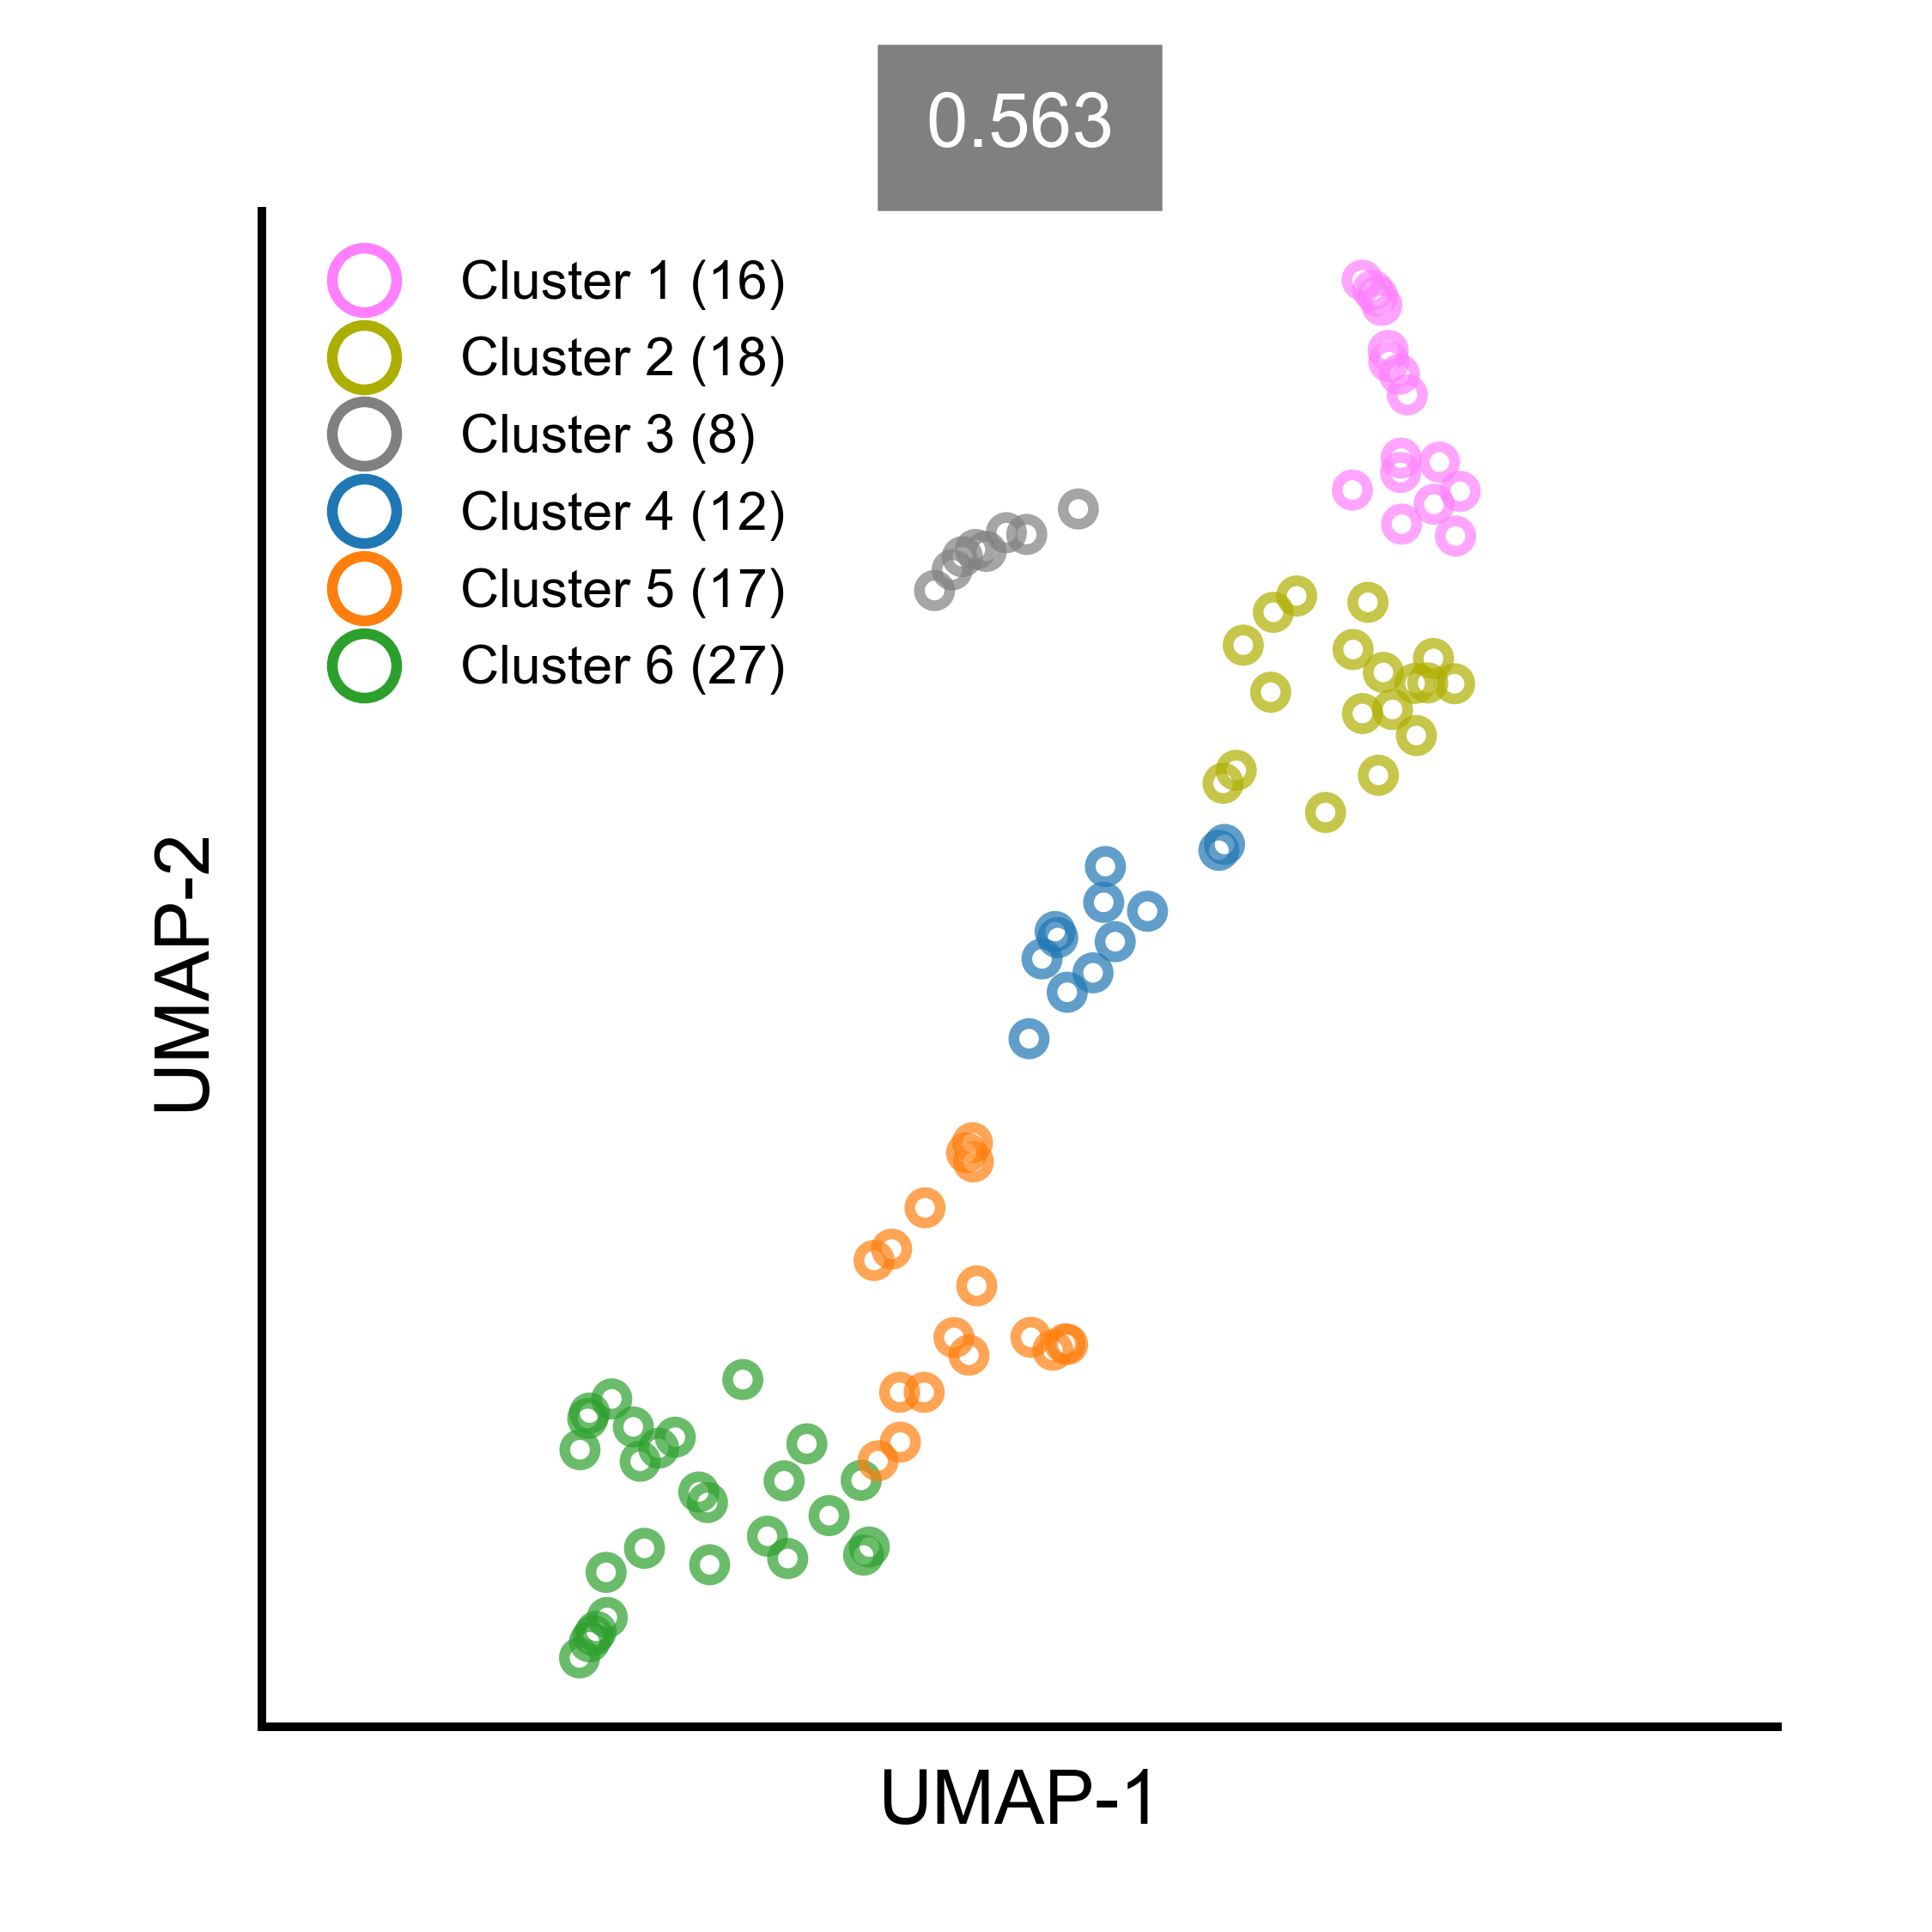 0.563
Cluster 1 (16)
Cluster 2 (18)
Cluster 3 (8)
Cluster 4 (12)
Cluster 5 (17)
Cluster 6 (27)
UMAP-2
UMAP-1